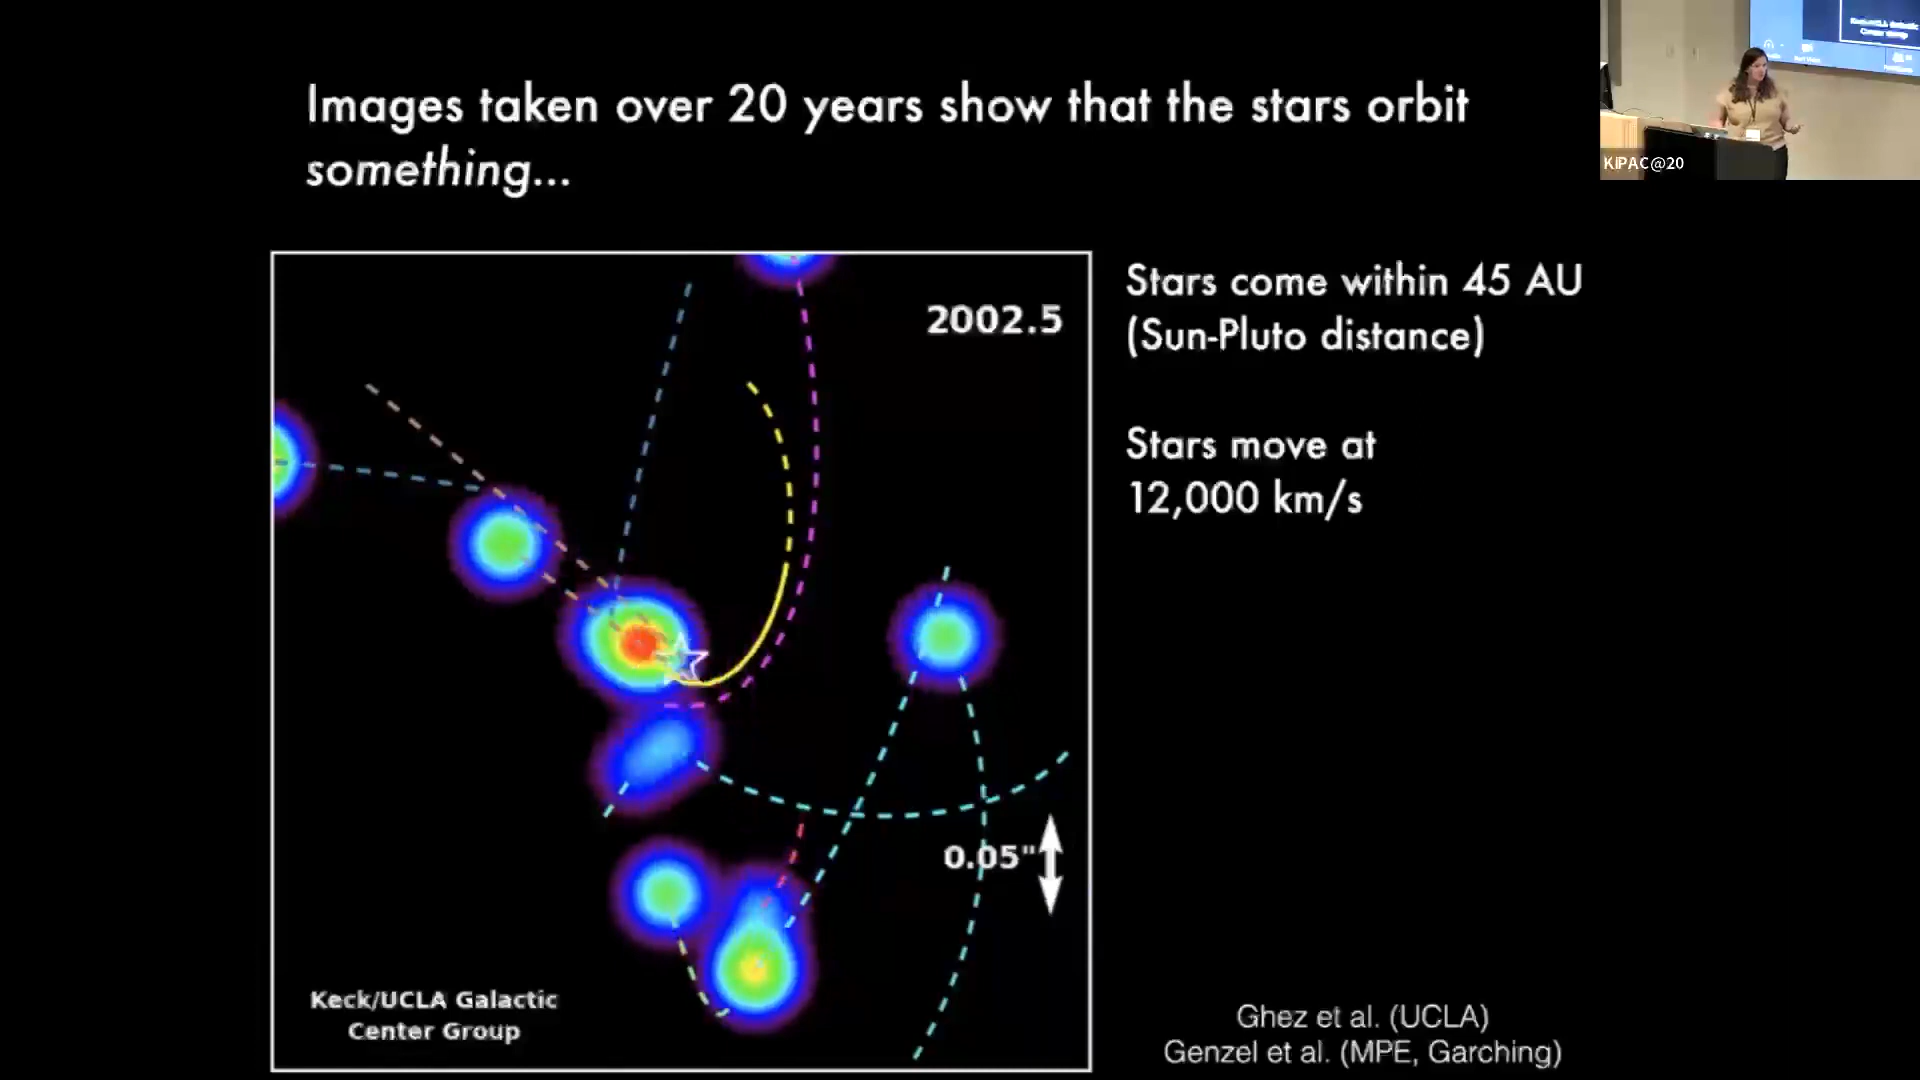 Images taken over 20 years show that the stars orbit
something...
KIPAC@20
2002.5
Stars come within 45 AU
(Sun-Pluto distance)
Stars move at
12,000 km/s
0.05"
Keck/UCLA Galactic
Center Group
Ghez et al. (UCLA)
Genzel et al. (MPE, Garching)